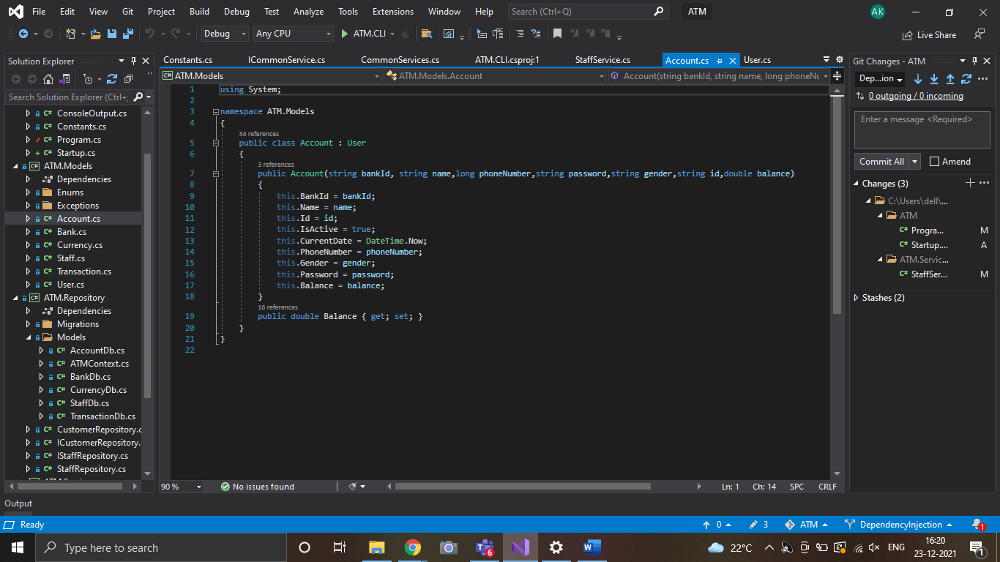 File Edit View Git Project Build Debug Test Analyze Tools Extensions Window Help Search (Ctrl+Q) ATM AK
Debug Any CPU ATM.CLI Live Share
Solution Explorer
Search Solution Explorer (Ctrl+;
C# ConsoleOutput.cs
C# Constants.cs
C# Program.cs
C# Startup.cs
C# ATM.Models
Dependencies
Enums
Exceptions
C# Account.cs
C# Bank.cs
C# Currency.cs
C# Staff.cs
C# Transaction.cs
C# User.cs
C# ATM.Repository
Dependencies
Migrations
Models
C# AccountDb.cs
C# ATMContext.cs
C# BankDb.cs
C# CurrencyDb.cs
C# StaffDb.cs
C# TransactionDb.cs
C# CustomerRepository.c
C# ICustomerRepository.
C# IStaffRepository.cs
C# StaffRepository.cs
Constants.cs ICommonService.cs CommonServices.cs ATM.CLI.csproj:1 StaffService.cs Account.cs User.cs
C# ATM.Models ATM.Models.Account Account(string bankId, string name, long phoneNu
1 using System;
2
3 namespace ATM.Models
4 {
34 references
5 public class Account : User
6 {
3 references
7 public Account(string bankId, string name,long phoneNumber,string password,string gender,string id,double balance)
8 {
9 this.BankId = bankId;
10 this.Name = name;
11 this.Id = id;
12 this.IsActive = true;
13 this.CurrentDate = DateTime.Now;
14 this.PhoneNumber = phoneNumber;
15 this.Gender = gender;
16 this.Password = password;
17 this.Balance = balance;
18 }
16 references
19 public double Balance { get; set; }
20 }
21 }
22
90 % No issues found Ln: 1 Ch: 14 SPC CRLF
Git Changes - ATM
Dep...ion
0 outgoing / 0 incoming
Enter a message <Required>
Commit All Amend
Changes (3)
C:\Users\dell\...
ATM
C# Progra... M
C# Startup.... A
ATM.Servic...
C# StaffSer... M
Stashes (2)
Output
Ready 0 3 ATM DependencyInjection 1
Type here to search 6 W 22°C ENG 16:20 23-12-2021 1